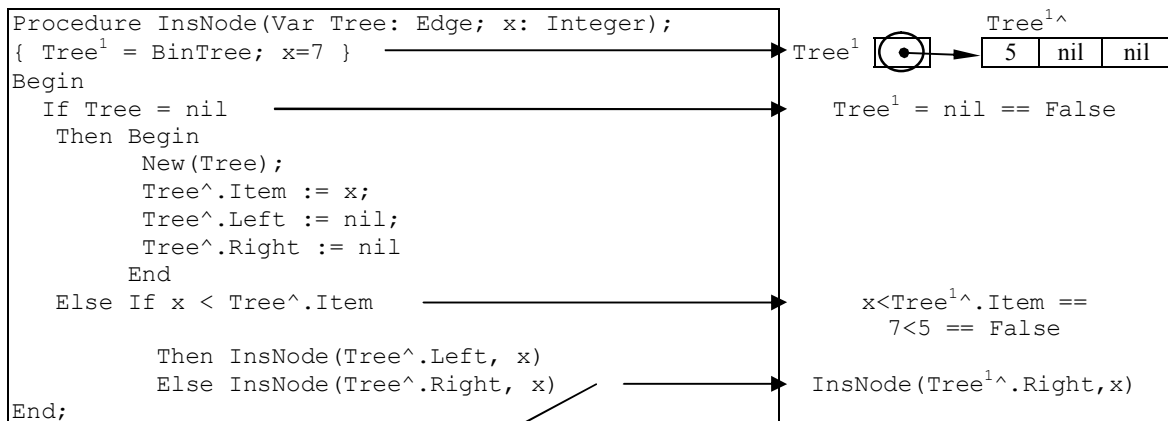 Procedure InsNode(Var Tree: Edge; x: Integer);
{ Tree¹ = BinTree; x=7 }
Tree¹^
Tree¹
5 nil nil
Begin
If Tree = nil
Tree¹ = nil == False
Then Begin
New(Tree);
Tree^.Item := x;
Tree^.Left := nil;
Tree^.Right := nil
End
Else If x < Tree^.Item
x<Tree¹^.Item ==
7<5 == False
Then InsNode(Tree^.Left, x)
Else InsNode(Tree^.Right, x)
InsNode(Tree¹^.Right,x)
End;